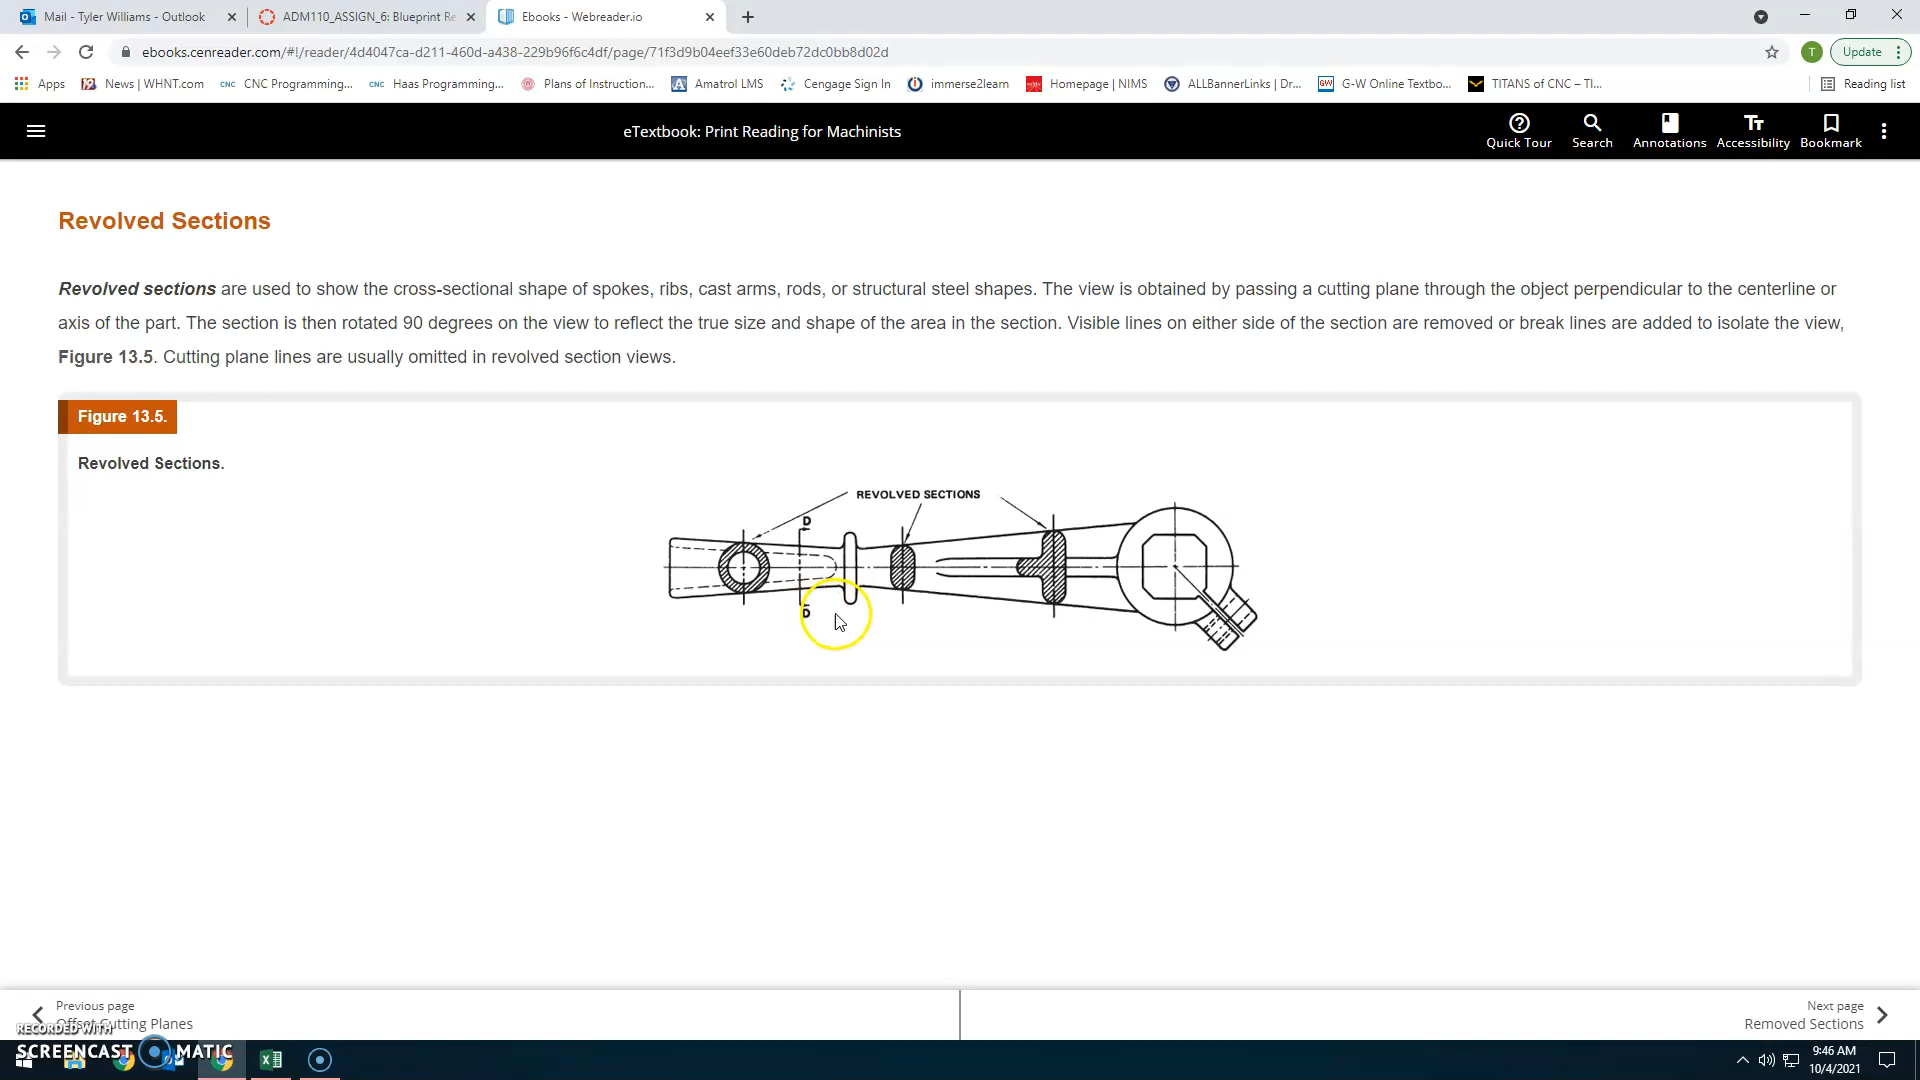 Mail - Tyler Williams - Outlook
ADM110_ASSIGN_6: Blueprint Re
Ebooks - Webreader.io
ebooks.cenreader.com/#!/reader/4d4047ca-d211-460d-a438-229b96f6c4df/page/71f3d9b04eef33e60deb72dc0bb8d02d
T
Update
Apps
News | WHNT.com
CNC CNC Programming...
CNC Haas Programming...
Plans of Instruction...
Amatrol LMS
Cengage Sign In
immerse2learn
Homepage | NIMS
ALLBannerLinks | Dr...
G-W Online Textbo...
TITANS of CNC – TI...
Reading list
eTextbook: Print Reading for Machinists
Quick Tour
Search
Annotations
Accessibility
Bookmark
Revolved Sections
Revolved sections are used to show the cross-sectional shape of spokes, ribs, cast arms, rods, or structural steel shapes. The view is obtained by passing a cutting plane through the object perpendicular to the centerline or
axis of the part. The section is then rotated 90 degrees on the view to reflect the true size and shape of the area in the section. Visible lines on either side of the section are removed or break lines are added to isolate the view,
Figure 13.5. Cutting plane lines are usually omitted in revolved section views.
Figure 13.5.
Revolved Sections.
REVOLVED SECTIONS
D
D
Previous page
Offset Cutting Planes
Next page
Removed Sections
RECORDED WITH
SCREENCAST MATIC
9:46 AM
10/4/2021